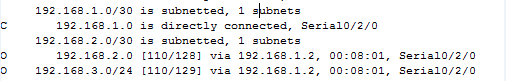 192.168.1.0/30 is subnetted, 1 subnets
C 192.168.1.0 is directly connected, Serial0/2/0
192.168.2.0/30 is subnetted, 1 subnets
O 192.168.2.0 [110/128] via 192.168.1.2, 00:08:01, Serial0/2/0
O 192.168.3.0/24 [110/129] via 192.168.1.2, 00:08:01, Serial0/2/0